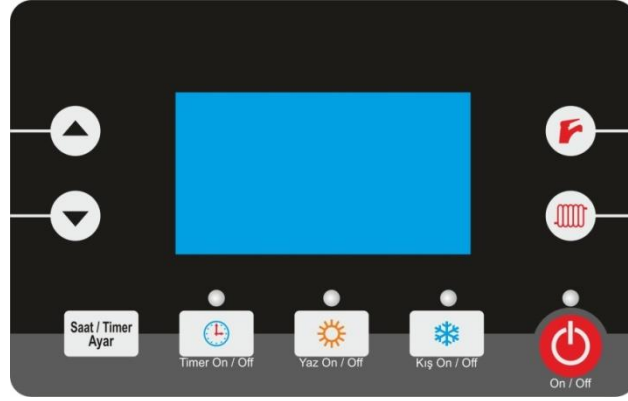 Saat / Timer
Ayar
Timer On / Off
Yaz On / Off
Kış On / Off
On / Off